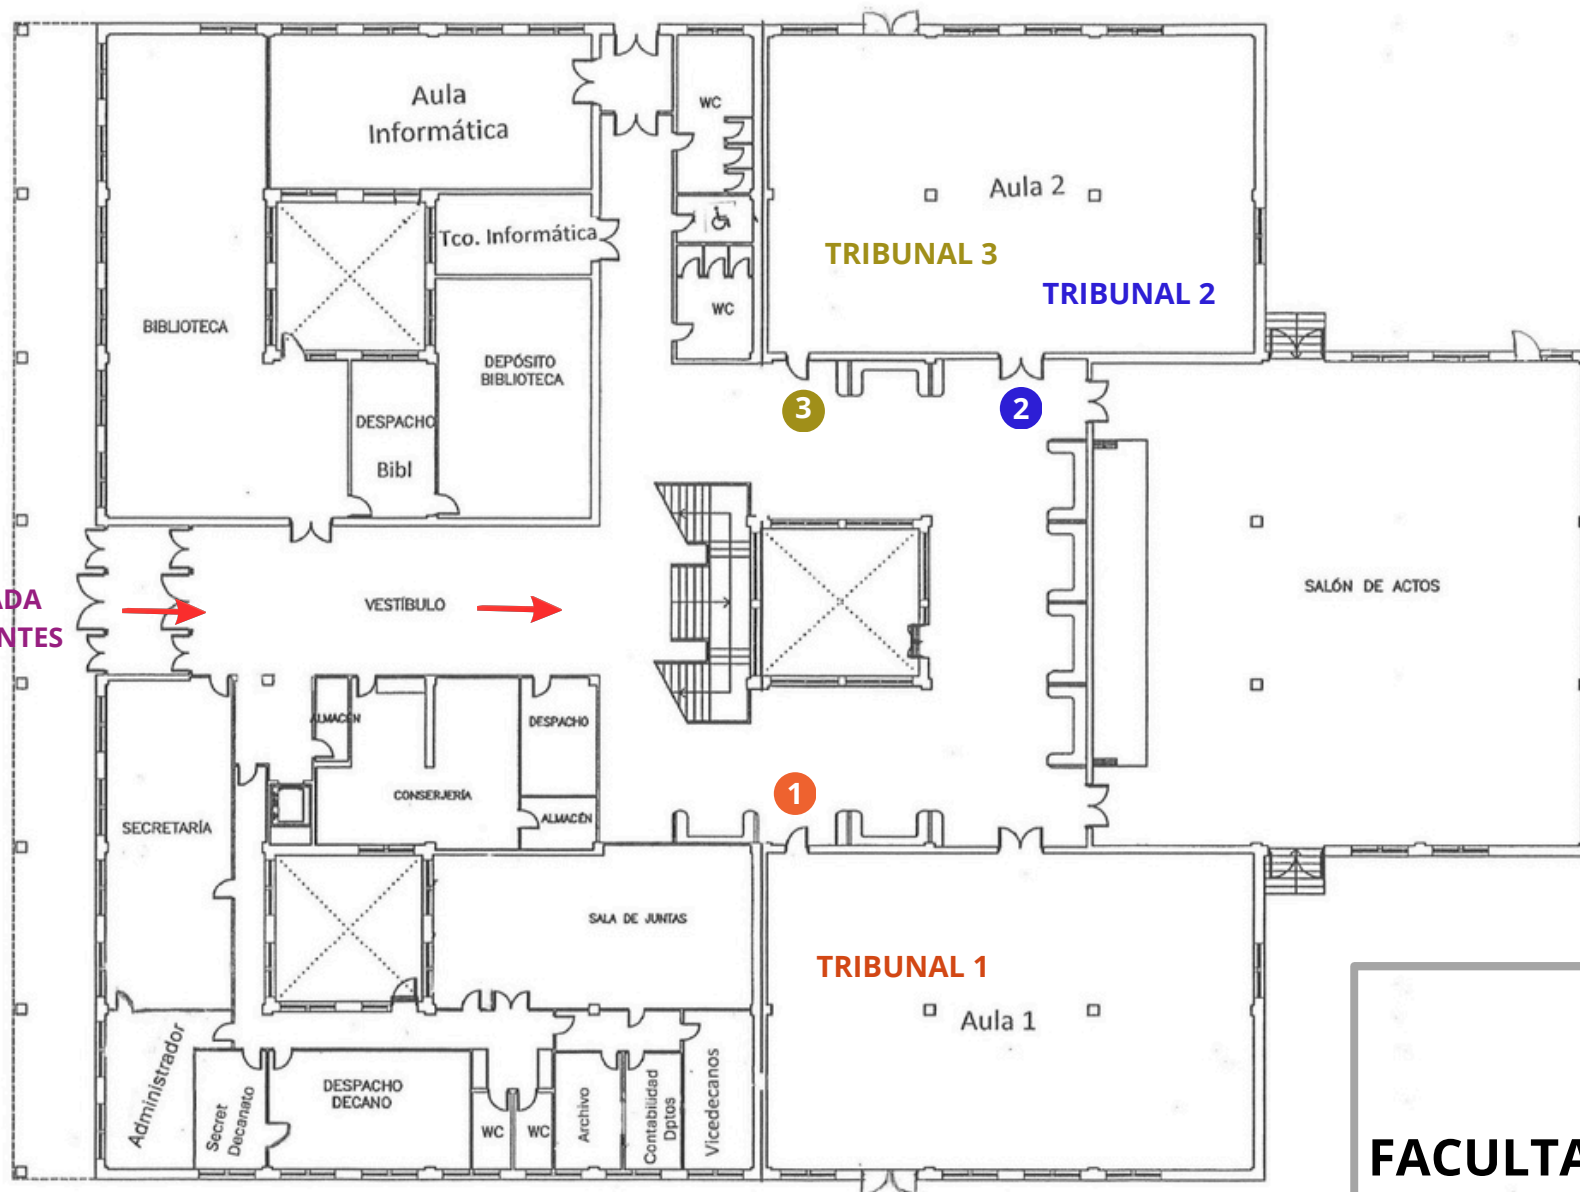 Aula
Informática
WC
Aula 2
Tco. Informática
TRIBUNAL 3
TRIBUNAL 2
BIBLIOTECA
WC
DEPÓSITO
BIBLIOTECA
DESPACHO
Bibl
3
2
ADA
NTES
VESTÍBULO
SALÓN DE ACTOS
ALMACÉN
DESPACHO
CONSERJERÍA
1
ALMACÉN
SECRETARÍA
SALA DE JUNTAS
TRIBUNAL 1
Aula 1
Administrador
Secret
Decanato
DESPACHO
DECANO
WC
WC
Archivo
Contabilidad
Dptos
Vicedecanos
FACULTA